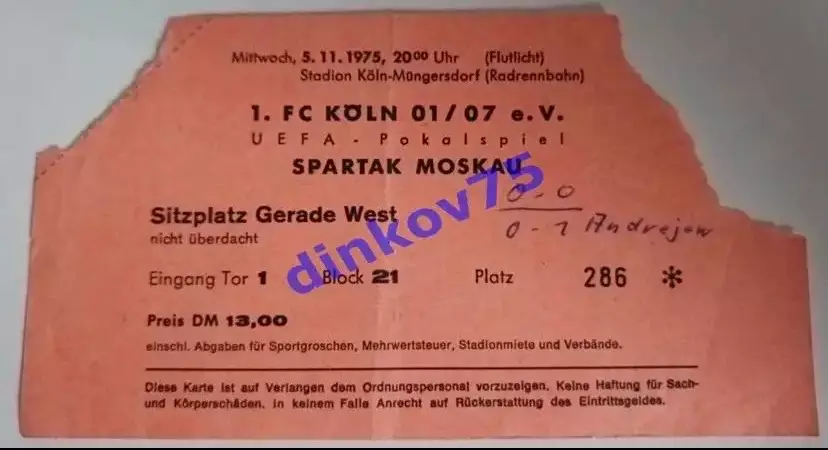 Mittwoch, 5.11.1975, 20⁰⁰ Uhr (Flutlicht)
Stadion Köln-Müngersdorf (Radrennbahn)
1. FC KÖLN 01/07 e.V.
UEFA - Pokalspiel
SPARTAK MOSKAU
0-0
Sitzplatz Gerade West
0-1 Andrejew
nicht überdacht
dinkov75
Eingang Tor 1 Block 21 Platz 286 *
Preis DM 13,00
einschl. Abgaben für Sportgroschen, Mehrwertsteuer, Stadionmiete und Verbände.
Diese Karte ist auf Verlangen dem Ordnungspersonal vorzuzeigen. Keine Haftung für Sach-
und Körperschäden. In keinem Falle Anrecht auf Rückerstattung des Eintrittsgeldes.